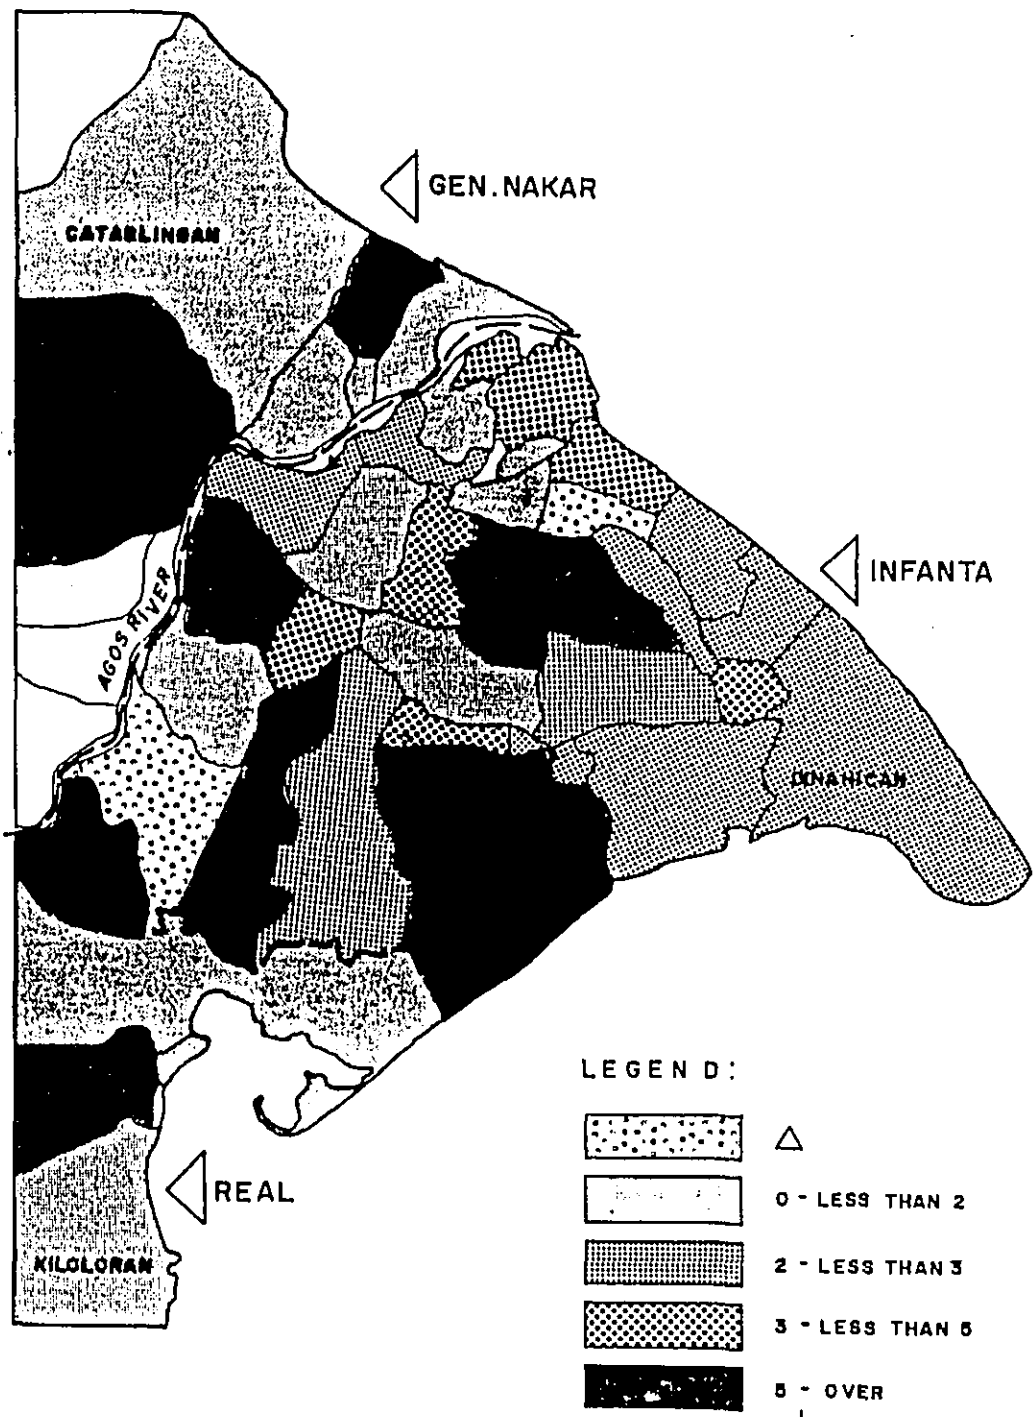 GEN. NAKAR
CATABLINGAN
INFANTA
AGOS RIVER
DINAHICAN
LEGEND:
△
0 - LESS THAN 2
REAL
2 - LESS THAN 3
KILOLORAN
3 - LESS THAN 5
5 - OVER